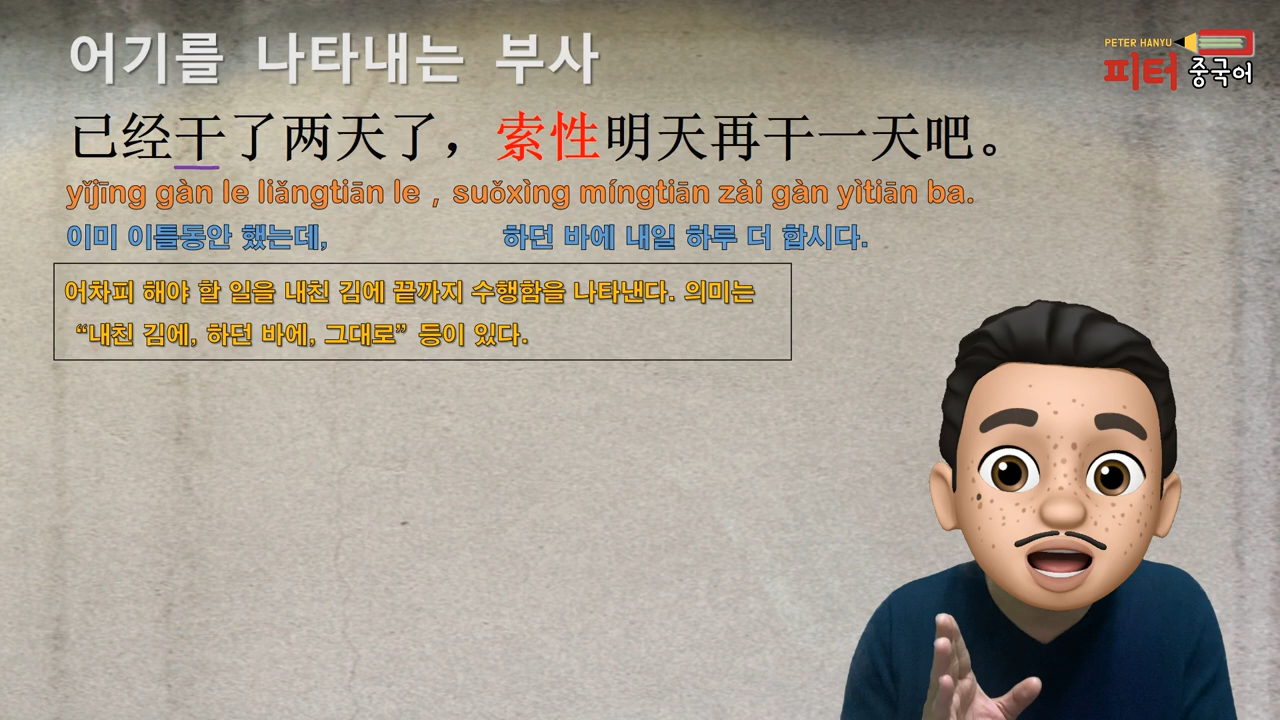 어기를 나타내는 부사
PETER HANYU
피터 중국어
已经干了两天了，索性明天再干一天吧。
yǐjīng gàn le liǎngtiān le , suǒxìng míngtiān zài gàn yìtiān ba.
이미 이틀동안 했는데, 하던 바에 내일 하루 더 합시다.
어차피 해야 할 일을 내친 김에 끝까지 수행함을 나타낸다. 의미는
“내친 김에, 하던 바에, 그대로” 등이 있다.